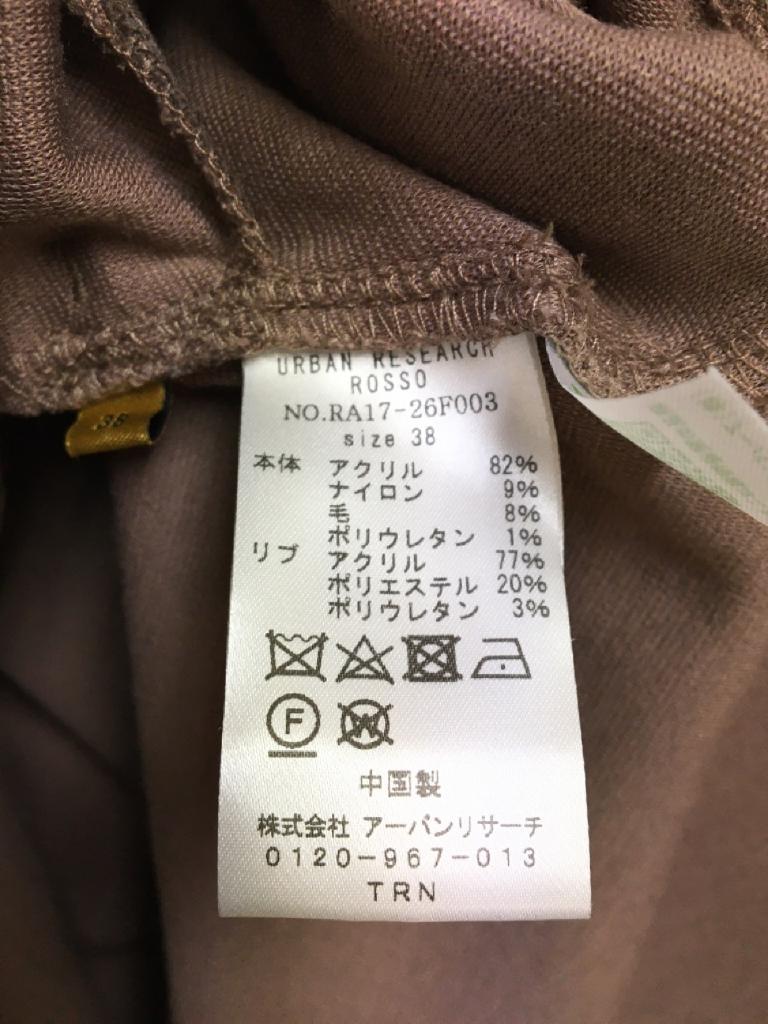 URBAN RESEARCH
ROSSO
NO.RA17-26F003
size 38
本体 アクリル 82%
ナイロン 9%
毛 8%
ポリウレタン 1%
リブ アクリル 77%
ポリエステル 20%
ポリウレタン 3%
F W
中国製
株式会社 アーバンリサーチ
0120-967-013
TRN
38